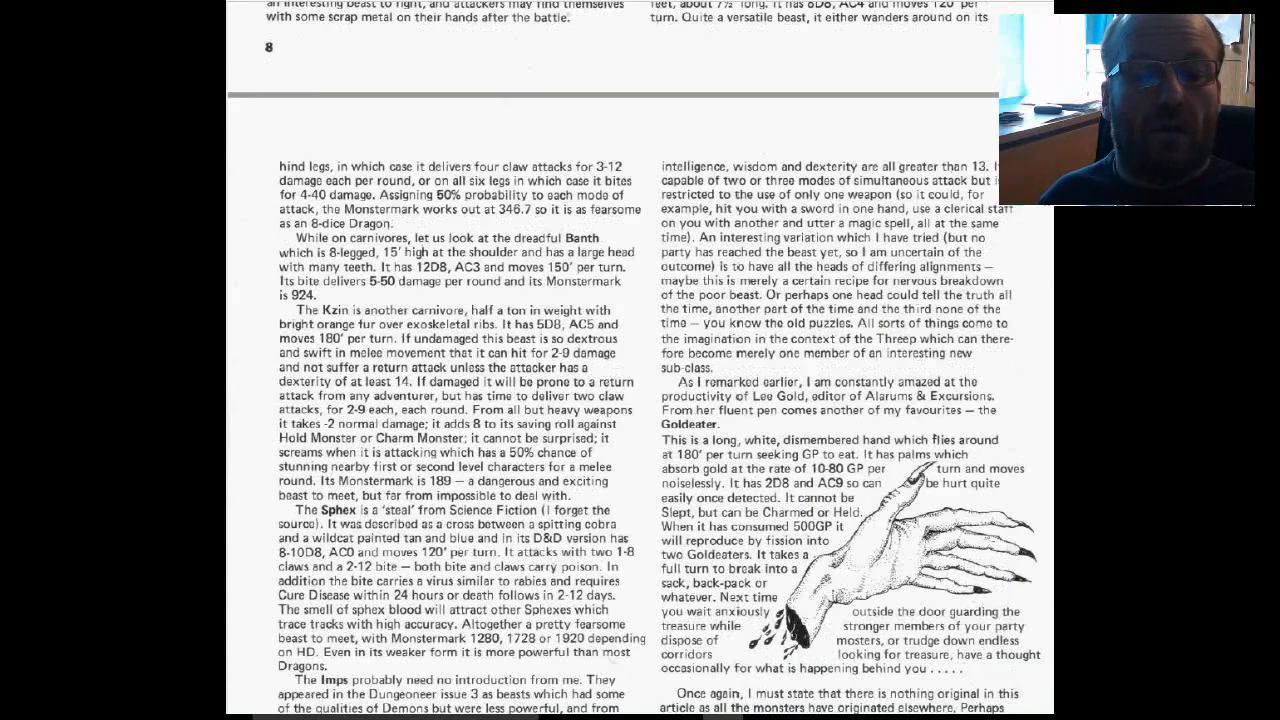 an interesting beast to fight, and attackers may find themselves
with some scrap metal on their hands after the battle.
feet, about 7½' long. It has 8D8, AC4 and moves 120' per
turn. Quite a versatile beast, it either wanders around on its
8
hind legs, in which case it delivers four claw attacks for 3-12
damage each per round, or on all six legs in which case it bites
for 4-40 damage. Assigning 50% probability to each mode of
attack, the Monstermark works out at 346.7 so it is as fearsome
as an 8-dice Dragon.
While on carnivores, let us look at the dreadful Banth
which is 8-legged, 15' high at the shoulder and has a large head
with many teeth. It has 12D8, AC3 and moves 150' per turn.
Its bite delivers 5-50 damage per round and its Monstermark
is 924.
The Kzin is another carnivore, half a ton in weight with
bright orange fur over exoskeletal ribs. It has 5D8, AC5 and
moves 180' per turn. If undamaged this beast is so dextrous
and swift in melee movement that it can hit for 2-9 damage
and not suffer a return attack unless the attacker has a
dexterity of at least 14. If damaged it will be prone to a return
attack from any adventurer, but has time to deliver two claw
attacks, for 2-9 each, each round. From all but heavy weapons
it takes -2 normal damage; it adds 8 to its saving roll against
Hold Monster or Charm Monster; it cannot be surprised; it
screams when it is attacking which has a 50% chance of
stunning nearby first or second level characters for a melee
round. Its Monstermark is 189 — a dangerous and exciting
beast to meet, but far from impossible to deal with.
The Sphex is a 'steal' from Science Fiction (I forget the
source). It was described as a cross between a spitting cobra
and a wildcat painted tan and blue and in its D&D version has
8-10D8, AC0 and moves 120' per turn. It attacks with two 1-8
claws and a 2-12 bite — both bite and claws carry poison. In
addition the bite carries a virus similar to rabies and requires
Cure Disease within 24 hours or death follows in 2-12 days.
The smell of sphex blood will attract other Sphexes which
trace tracks with high accuracy. Altogether a pretty fearsome
beast to meet, with Monstermark 1280, 1728 or 1920 depending
on HD. Even in its weaker form it is more powerful than most
Dragons.
The Imps probably need no introduction from me. They
appeared in the Dungeoneer issue 3 as beasts which had some
of the qualities of Demons but were less powerful, and from
intelligence, wisdom and dexterity are all greater than 13.
capable of two or three modes of simultaneous attack but
restricted to the use of only one weapon (so it could, for
example, hit you with a sword in one hand, use a clerical staff
on you with another and utter a magic spell, all at the same
time). An interesting variation which I have tried (but no
party has reached the beast yet, so I am uncertain of the
outcome) is to have all the heads of differing alignments —
maybe this is merely a certain recipe for nervous breakdown
of the poor beast. Or perhaps one head could tell the truth all
the time, another part of the time and the third none of the
time — you know the old puzzles. All sorts of things come to
the imagination in the context of the Threep which can there-
fore become merely one member of an interesting new
sub-class.
As I remarked earlier, I am constantly amazed at the
productivity of Lee Gold, editor of Alarums & Excursions.
From her fluent pen comes another of my favourites — the
Goldeater.
This is a long, white, dismembered hand which flies around
at 180' per turn seeking GP to eat. It has palms which
absorb gold at the rate of 10-80 GP per turn and moves
noiselessly. It has 2D8 and AC9 so can be hurt quite
easily once detected. It cannot be
Slept, but can be Charmed or Held.
When it has consumed 500GP it
will reproduce by fission into
two Goldeaters. It takes a
full turn to break into a
sack, back-pack or
whatever. Next time
you wait anxiously outside the door guarding the
treasure while stronger members of your party
dispose of mosters, or trudge down endless
corridors looking for treasure, have a thought
occasionally for what is happening behind you . . . . .
Once again, I must state that there is nothing original in this
article as all the monsters have originated elsewhere. Perhaps